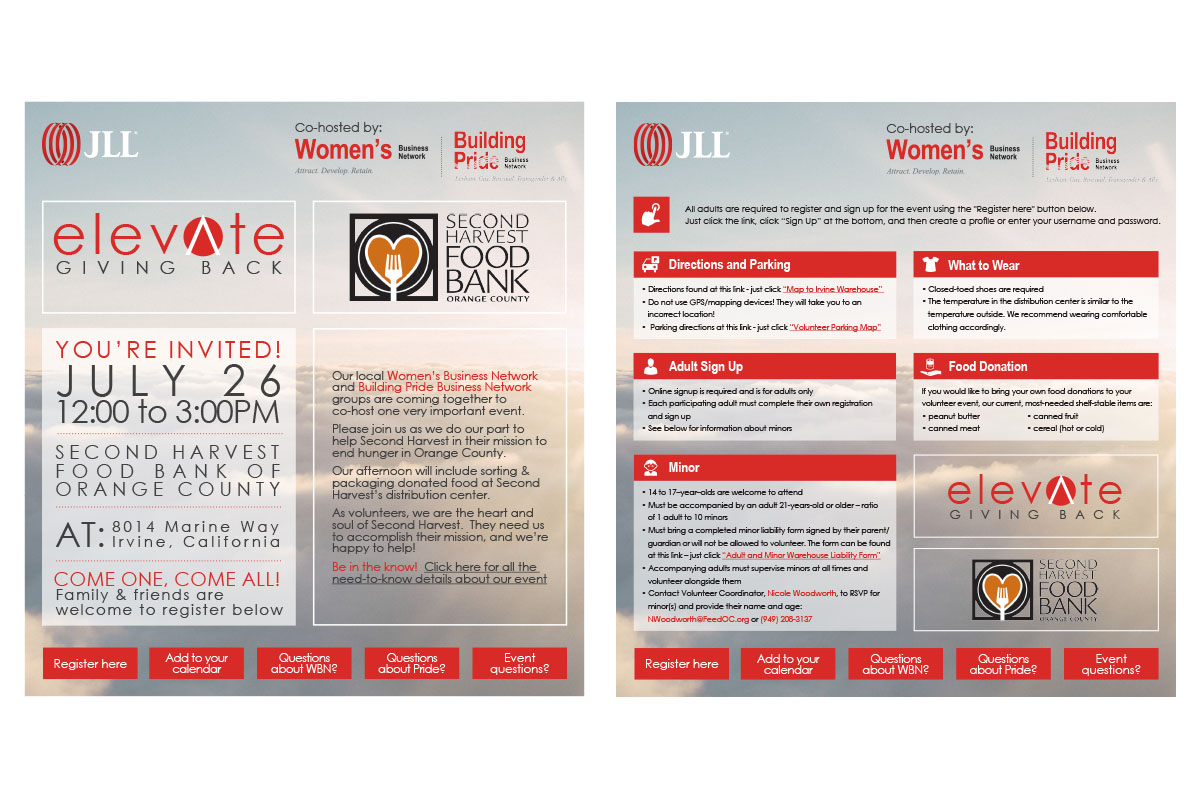 JLL
Co-hosted by:
Women's Business Network
Attract. Develop. Retain.
Building Pride Business Network
Lesbian, Gay, Bisexual, Transgender & Ally
elevate
GIVING BACK
SECOND
HARVEST
FOOD
BANK
ORANGE COUNTY
YOU'RE INVITED!
JULY 26
12:00 to 3:00PM
SECOND HARVEST
FOOD BANK OF
ORANGE COUNTY
AT: 8014 Marine Way
Irvine, California
COME ONE, COME ALL!
Family & friends are
welcome to register below
Our local Women's Business Network
and Building Pride Business Network
groups are coming together to
co-host one very important event.
Please join us as we do our part to
help Second Harvest in their mission to
end hunger in Orange County.
Our afternoon will include sorting &
packaging donated food at Second
Harvest's distribution center.
As volunteers, we are the heart and
soul of Second Harvest. They need us
to accomplish their mission, and we're
happy to help!
Be in the know! Click here for all the
need-to-know details about our event
Register here
Add to your
calendar
Questions
about WBN?
Questions
about Pride?
Event
questions?
JLL
Co-hosted by:
Women's Business Network
Attract. Develop. Retain.
Building Pride Business Network
Lesbian, Gay, Bisexual, Transgender & Ally
All adults are required to register and sign up for the event using the "Register here" button below.
Just click the link, click "Sign Up" at the bottom, and then create a profile or enter your username and password.
Directions and Parking
• Directions found at this link - just click "Map to Irvine Warehouse"
• Do not use GPS/mapping devices! They will take you to an
incorrect location!
• Parking directions at this link - just click "Volunteer Parking Map"
What to Wear
• Closed-toed shoes are required
• The temperature in the distribution center is similar to the
temperature outside. We recommend wearing comfortable
clothing accordingly.
Adult Sign Up
• Online signup is required and is for adults only
• Each participating adult must complete their own registration
and sign up
• See below for information about minors
Food Donation
If you would like to bring your own food donations to your
volunteer event, our current, most-needed shelf-stable items are:
• peanut butter • canned fruit
• canned meat • cereal (hot or cold)
Minor
• 14 to 17–year–olds are welcome to attend
• Must be accompanied by an adult 21-years-old or older – ratio
of 1 adult to 10 minors
• Must bring a completed minor liability form signed by their parent/
guardian or will not be allowed to volunteer. The form can be found
at this link – just click "Adult and Minor Warehouse Liability Form"
• Accompanying adults must supervise minors at all times and
volunteer alongside them
• Contact Volunteer Coordinator, Nicole Woodworth, to RSVP for
minor(s) and provide their name and age:
NWoodworth@FeedOC.org or (949) 208-3137
elevate
GIVING BACK
SECOND
HARVEST
FOOD
BANK
ORANGE COUNTY
Register here
Add to your
calendar
Questions
about WBN?
Questions
about Pride?
Event
questions?